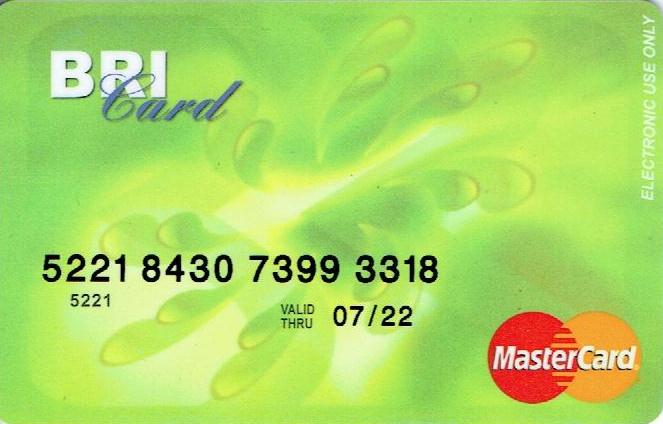 BRI
Card
ELECTRONIC USE ONLY
5221 8430 7399 3318
5221
VALID
THRU 07/22
MasterCard